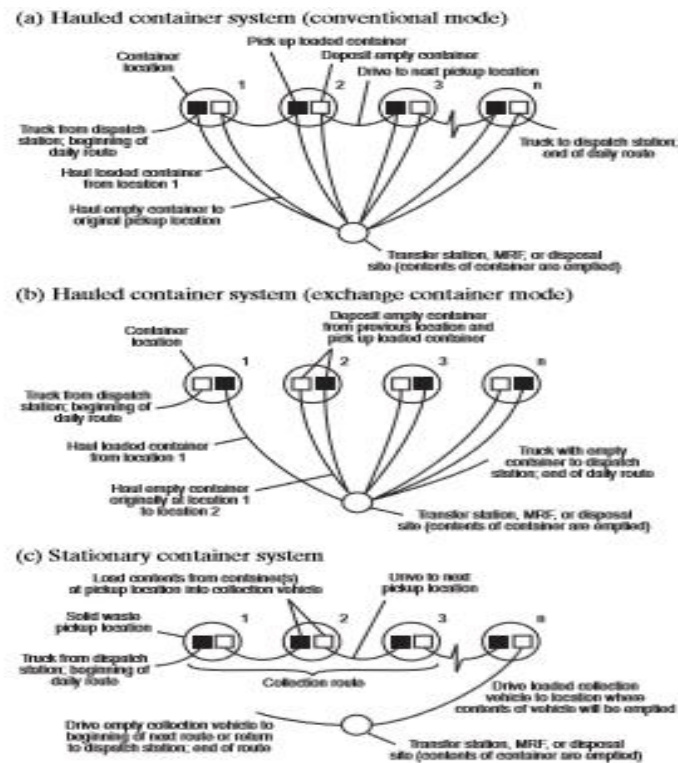 (a) Hauled container system (conventional mode)
Pick up loaded container
Container
location
Deposit empty container
Drive to next pickup location
1
2
3
n
Truck from dispatch
station; beginning of
daily route
Truck to dispatch station;
end of daily route
Haul loaded container
from location 1
Haul empty container to
original pickup location
Transfer station, MRF, or disposal
site (contents of container are emptied)
(b) Hauled container system (exchange container mode)
Deposit empty container
from previous location and
pick up loaded container
Container
location
1
2
3
n
Truck from dispatch
station; beginning of
daily route
Haul loaded container
from location 1
Truck with empty
container to dispatch
station; end of daily route
Haul empty container
originally at location 1
to location 2
Transfer station, MRF, or disposal
site (contents of container are emptied)
(c) Stationary container system
Load contents from container(s)
at pickup location into collection vehicle
Drive to next
pickup location
Solid waste
pickup location
1
2
3
n
Truck from dispatch
station; beginning of
daily route
Collection route
Drive loaded collection
vehicle to location where
contents of vehicle will be emptied
Drive empty collection vehicle to
beginning of next route or return
to dispatch station; end of route
Transfer station, MRF, or disposal
site (contents of container are emptied)